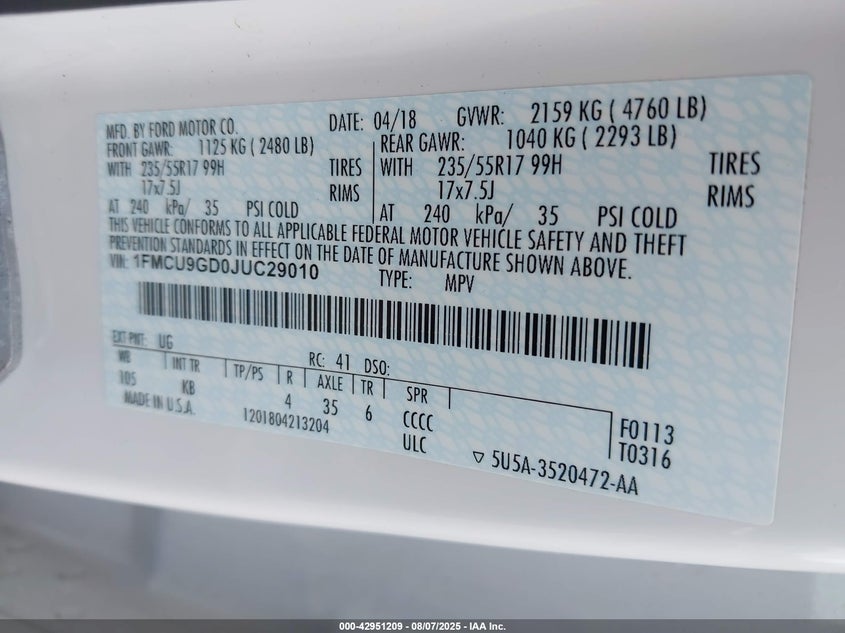 MFD. BY FORD MOTOR CO. DATE: 04/18 GVWR: 2159 KG ( 4760 LB)
FRONT GAWR: 1125 KG ( 2480 LB) REAR GAWR: 1040 KG ( 2293 LB)
WITH 235/55R17 99H TIRES WITH 235/55R17 99H TIRES
17x7.5J RIMS 17x7.5J RIMS
AT 240 kPa/ 35 PSI COLD AT 240 kPa/ 35 PSI COLD
THIS VEHICLE CONFORMS TO ALL APPLICABLE FEDERAL MOTOR VEHICLE SAFETY AND THEFT
PREVENTION STANDARDS IN EFFECT ON THE DATE OF MANUFACTURE SHOWN ABOVE.
VIN: 1FMCU9GD0JUC29010 TYPE: MPV
EXT PNT: UG RC: 41 DSO:
WB INT TR TP/PS R AXLE TR SPR
105 KB 4 35 6 CCCC F0113
MADE IN U.S.A. 1201804213204 ULC T0316
▽ 5U5A-3520472-AA
000-42951209 - 08/07/2025 - IAA Inc.